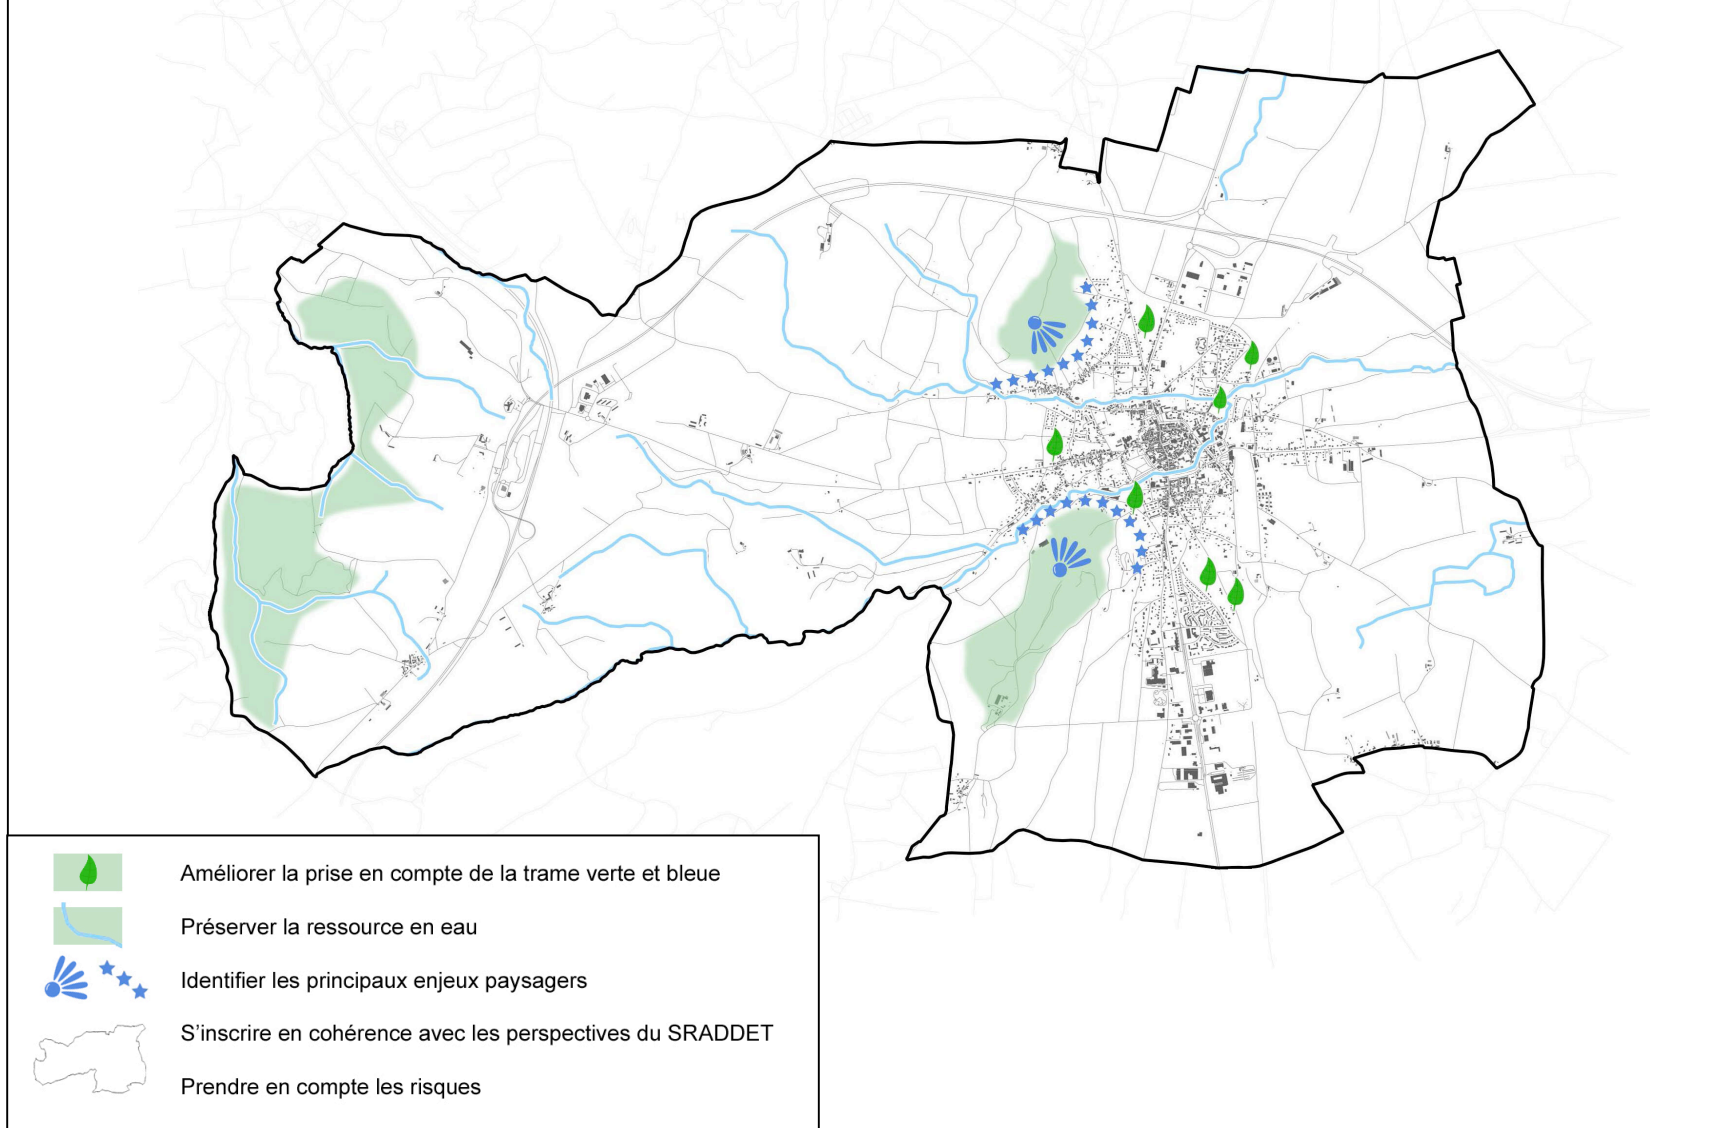 Améliorer la prise en compte de la trame verte et bleue
Préserver la ressource en eau
Identifier les principaux enjeux paysagers
S’inscrire en cohérence avec les perspectives du SRADDET
Prendre en compte les risques